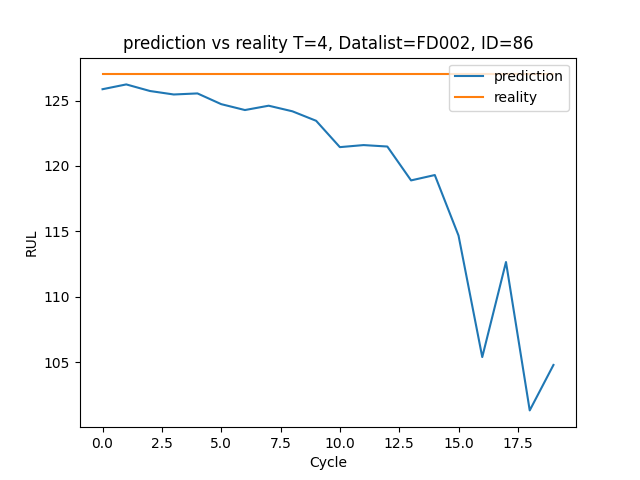 prediction vs reality T=4, Datalist=FD002, ID=86
prediction
reality
125
120
115
110
105
RUL
0.0 2.5 5.0 7.5 10.0 12.5 15.0 17.5
Cycle